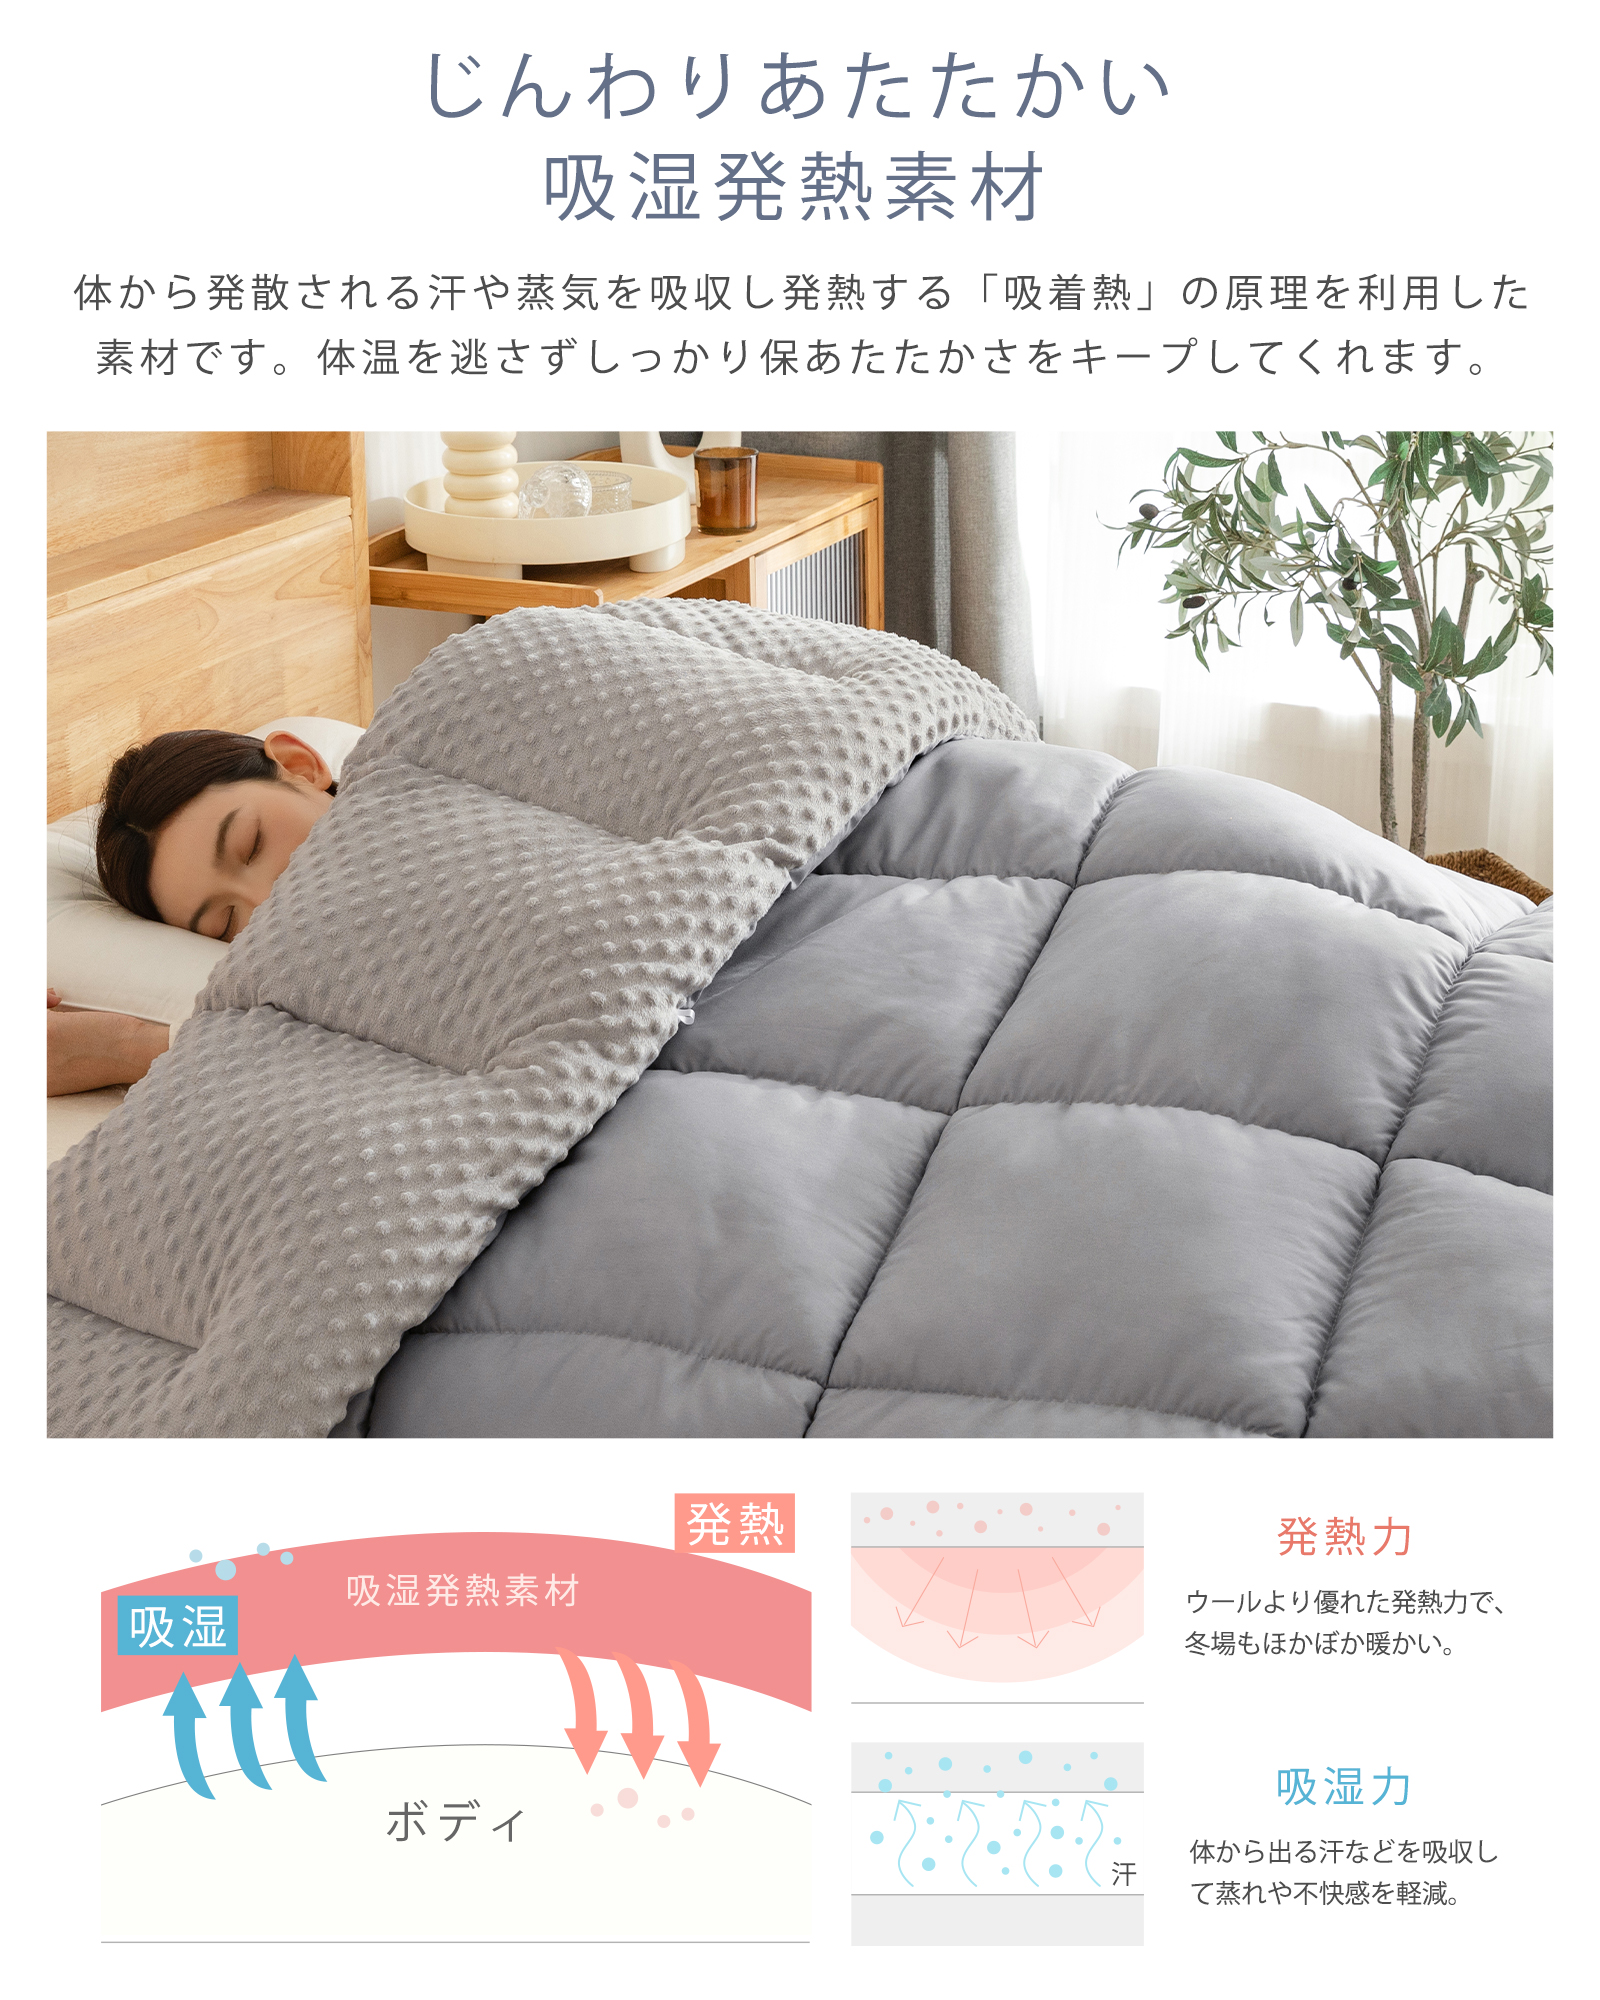 じんわりあたたかい
吸湿発熱素材
体から発散される汗や蒸気を吸収し発熱する「吸着熱」の原理を利用した
素材です。体温を逃さずしっかり保あたたかさをキープしてくれます。
発熱
吸湿発熱素材
吸湿
ボディ
発熱力
ウールより優れた発熱力で、
冬場もほかぽか暖かい。
吸湿力
体から出る汗などを吸収し
て蒸れや不快感を軽減。
汗